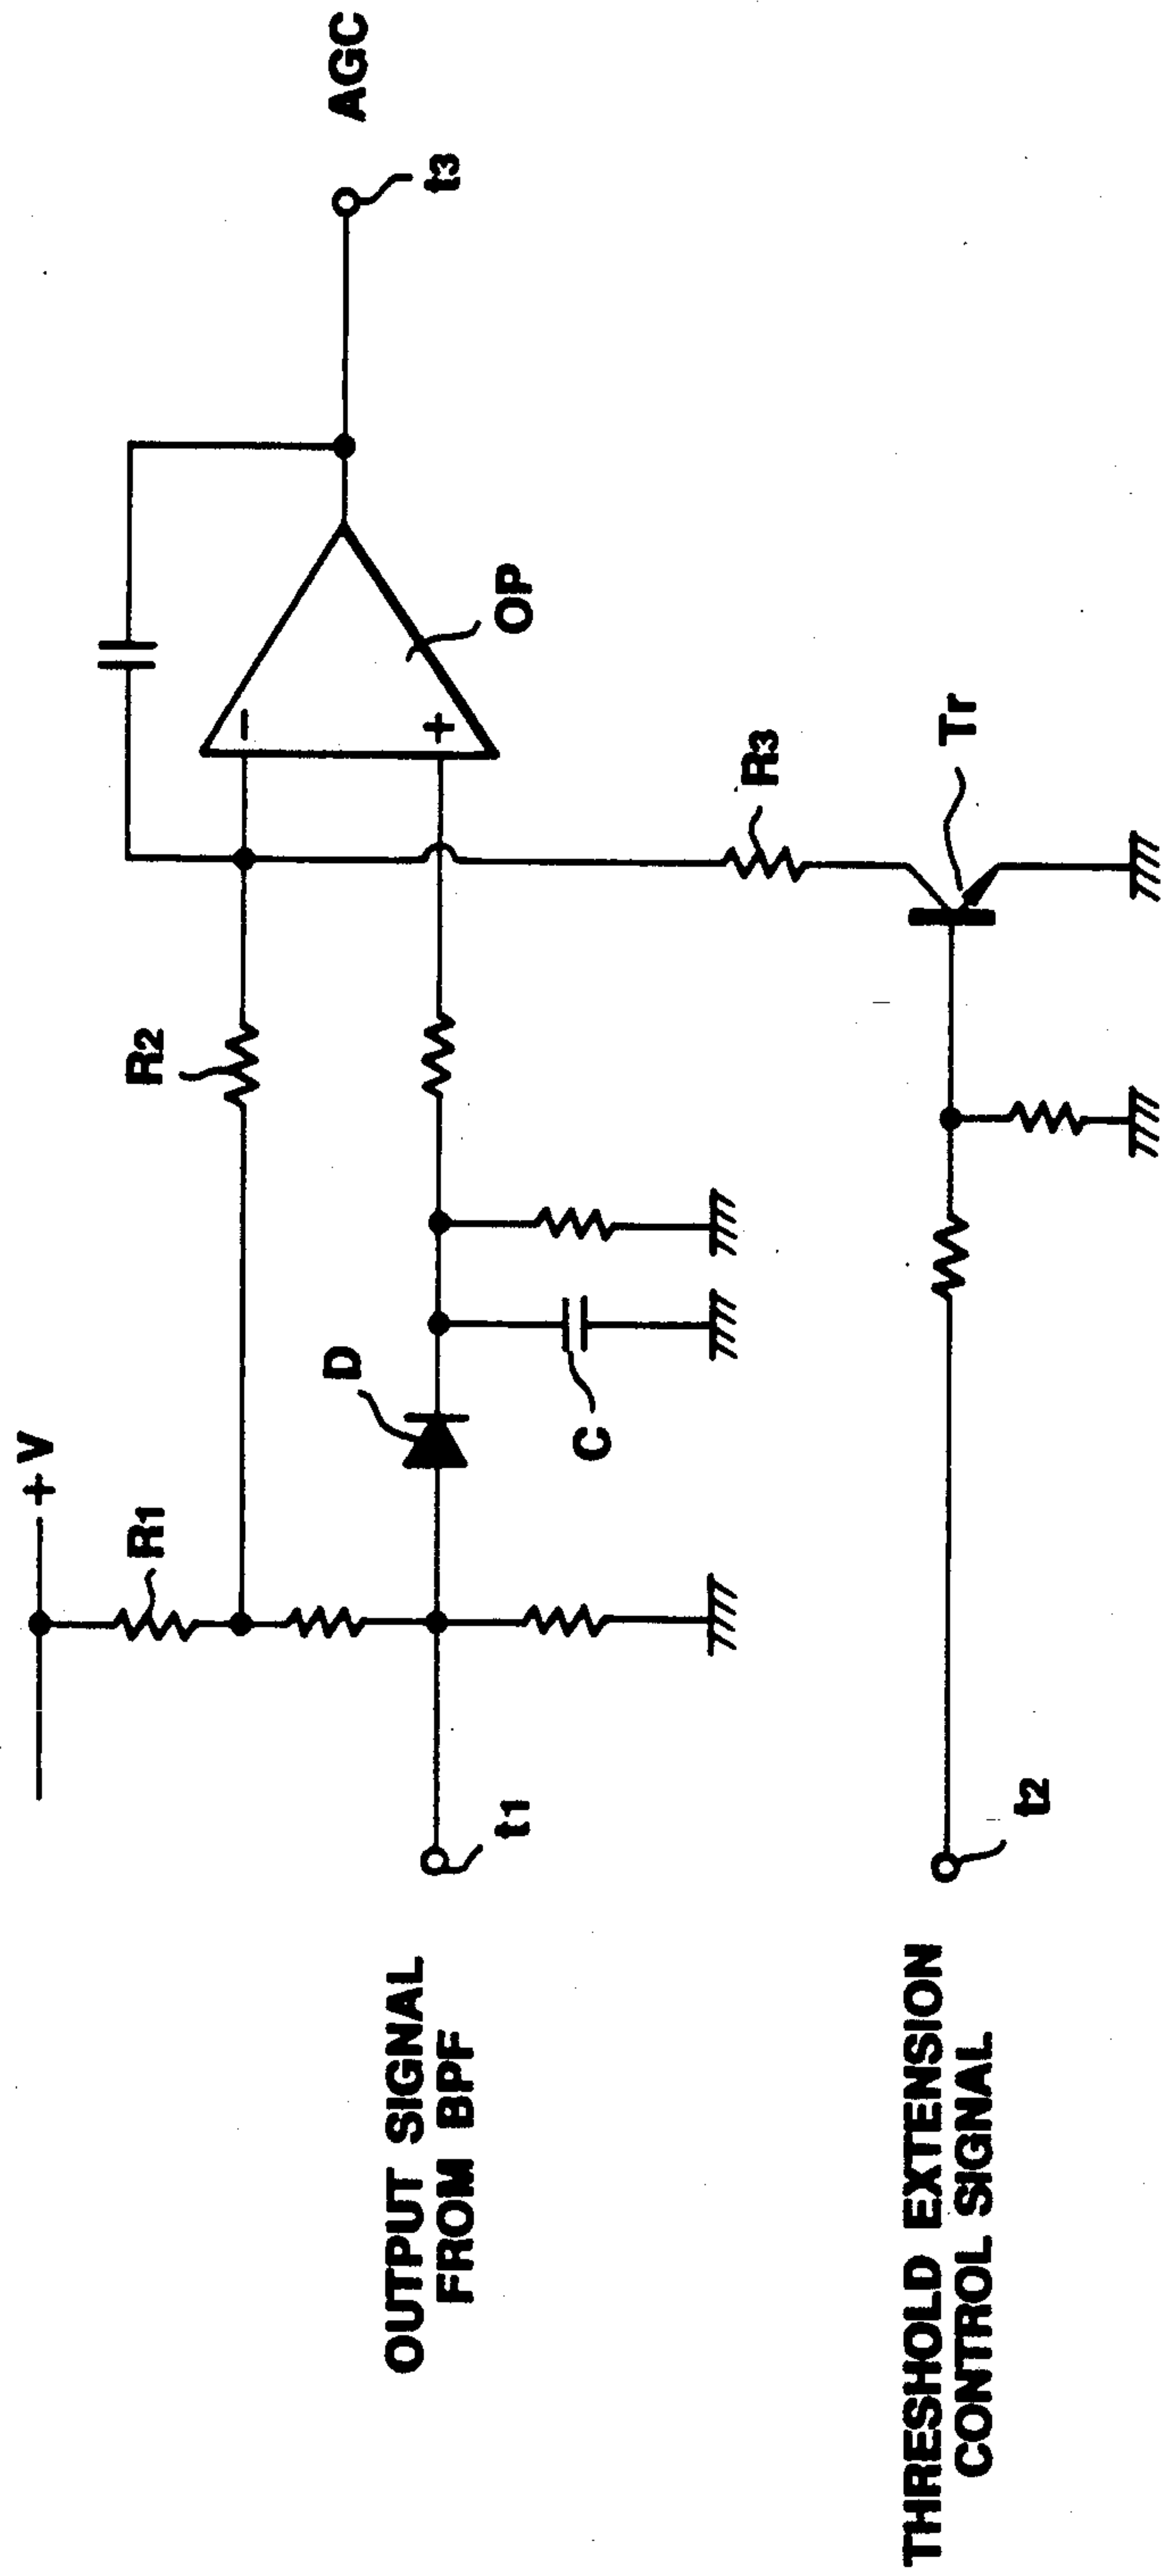 +V
R1
R2
D
C
OP
−
+
AGC
t3
OUTPUT SIGNAL
FROM BPF
t1
R3
Tr
THRESHOLD EXTENSION
CONTROL SIGNAL
t2